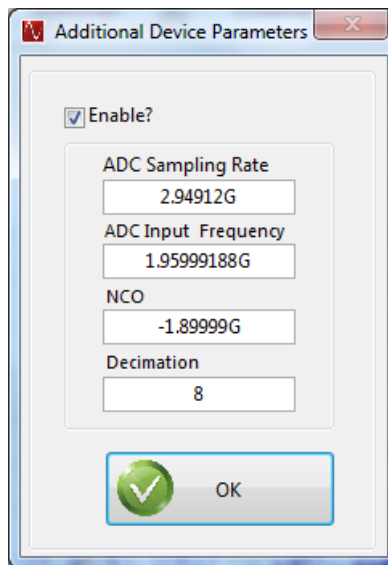 Additional Device Parameters
Enable?
ADC Sampling Rate
2.94912G
ADC Input Frequency
1.95999188G
NCO
-1.89999G
Decimation
8
OK